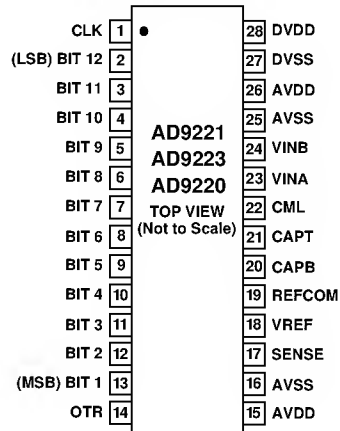 CLK 1 28 DVDD
(LSB) BIT 12 2 27 DVSS
BIT 11 3 26 AVDD
BIT 10 4 25 AVSS
BIT 9 5 24 VINB
BIT 8 6 23 VINA
BIT 7 7 22 CML
BIT 6 8 21 CAPT
BIT 5 9 20 CAPB
BIT 4 10 19 REFCOM
BIT 3 11 18 VREF
BIT 2 12 17 SENSE
(MSB) BIT 1 13 16 AVSS
OTR 14 15 AVDD
AD9221
AD9223
AD9220
TOP VIEW
(Not to Scale)